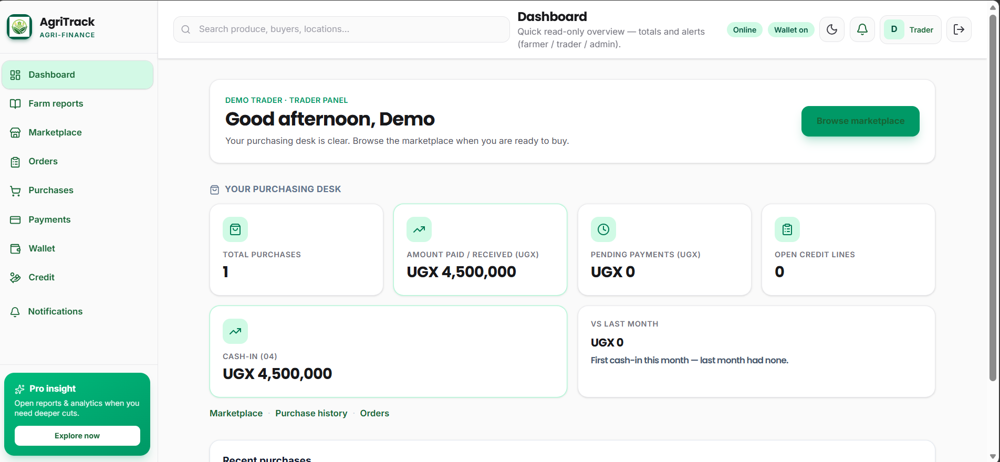 AgriTrack
AGRI-FINANCE
Dashboard
Farm reports
Marketplace
Orders
Purchases
Payments
Wallet
Credit
Notifications
Pro insight
Open reports & analytics when you
need deeper cuts.
Explore now
Search produce, buyers, locations...
Dashboard
Quick read-only overview — totals and alerts
(farmer / trader / admin).
Online
Wallet on
D
Trader
DEMO TRADER · TRADER PANEL
Good afternoon, Demo
Your purchasing desk is clear. Browse the marketplace when you are ready to buy.
Browse marketplace
YOUR PURCHASING DESK
TOTAL PURCHASES
1
AMOUNT PAID / RECEIVED (UGX)
UGX 4,500,000
PENDING PAYMENTS (UGX)
UGX 0
OPEN CREDIT LINES
0
CASH-IN (04)
UGX 4,500,000
VS LAST MONTH
UGX 0
First cash-in this month — last month had none.
Marketplace · Purchase history · Orders
Recent purchases